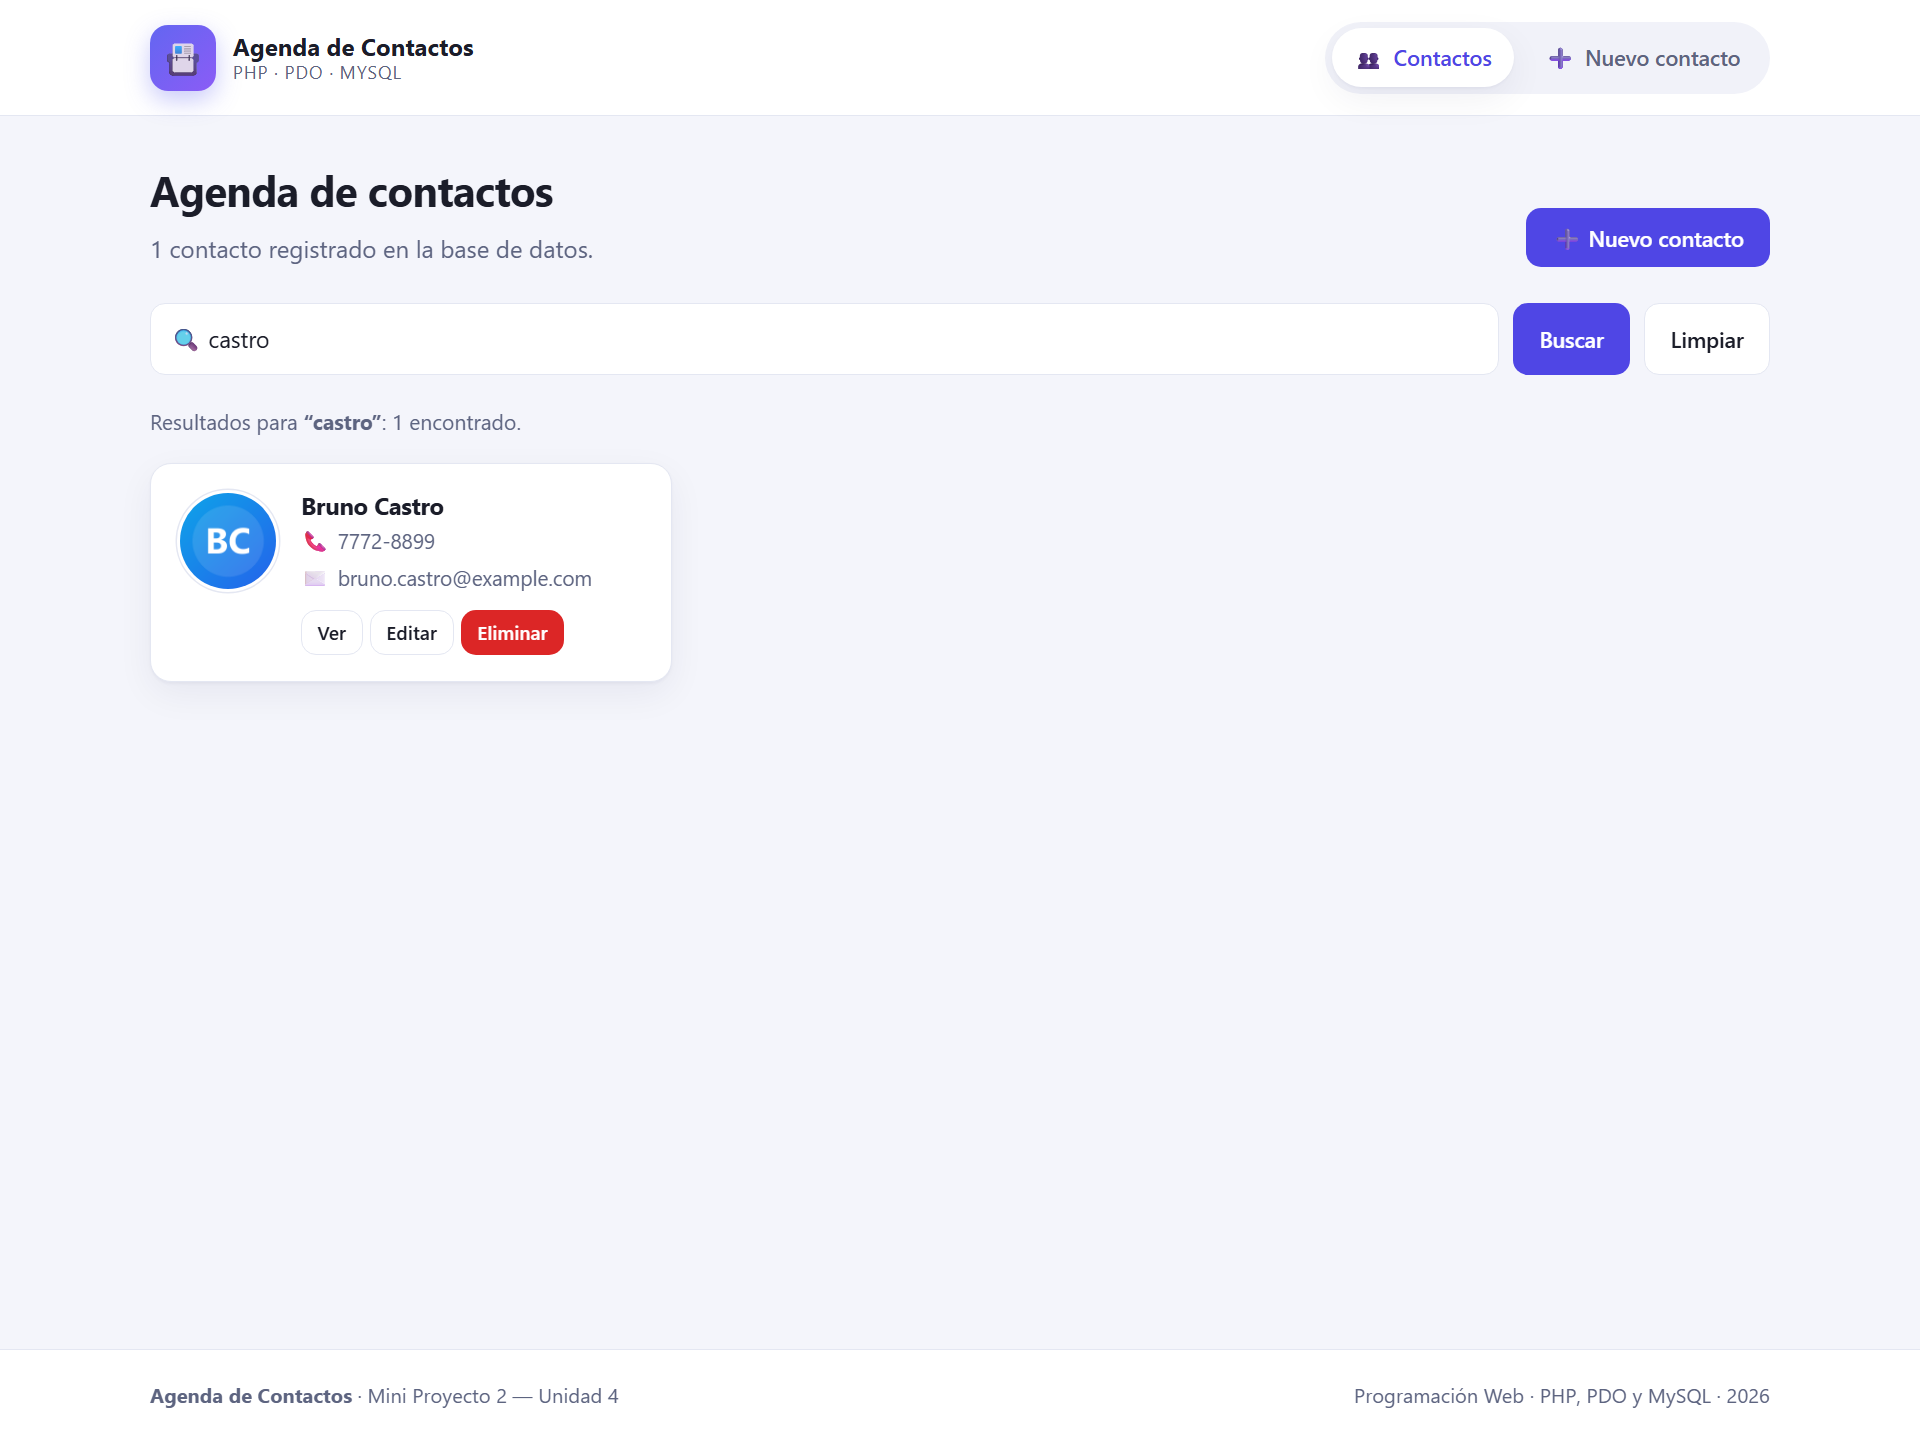 Agenda de Contactos
PHP · PDO · MYSQL
Contactos
Nuevo contacto
Agenda de contactos
1 contacto registrado en la base de datos.
Nuevo contacto
castro
Buscar
Limpiar
Resultados para “castro”: 1 encontrado.
BC
Bruno Castro
7772-8899
bruno.castro@example.com
Ver
Editar
Eliminar
Agenda de Contactos · Mini Proyecto 2 — Unidad 4
Programación Web · PHP, PDO y MySQL · 2026